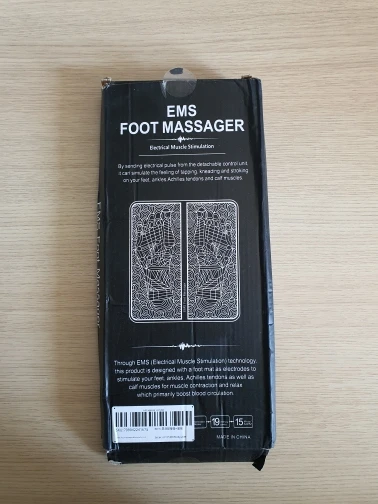 EMS
FOOT MASSAGER
Electrical Muscle Stimulation
By sending electrical pulse from the detachable control unit
it can simulate the feeling of tapping, kneading and stroking
on your feet, ankles Achilles tendons and calf muscles.
EMS Foot Massager
Through EMS (Electrical Muscle Stimulation) technology,
this product is designed with a foot mat as electrodes to
stimulate your feet, ankles, Achilles tendons as well as
calf muscles for muscle contraction and relax
which primarily boost blood circulation.
19
15
MADE IN CHINA